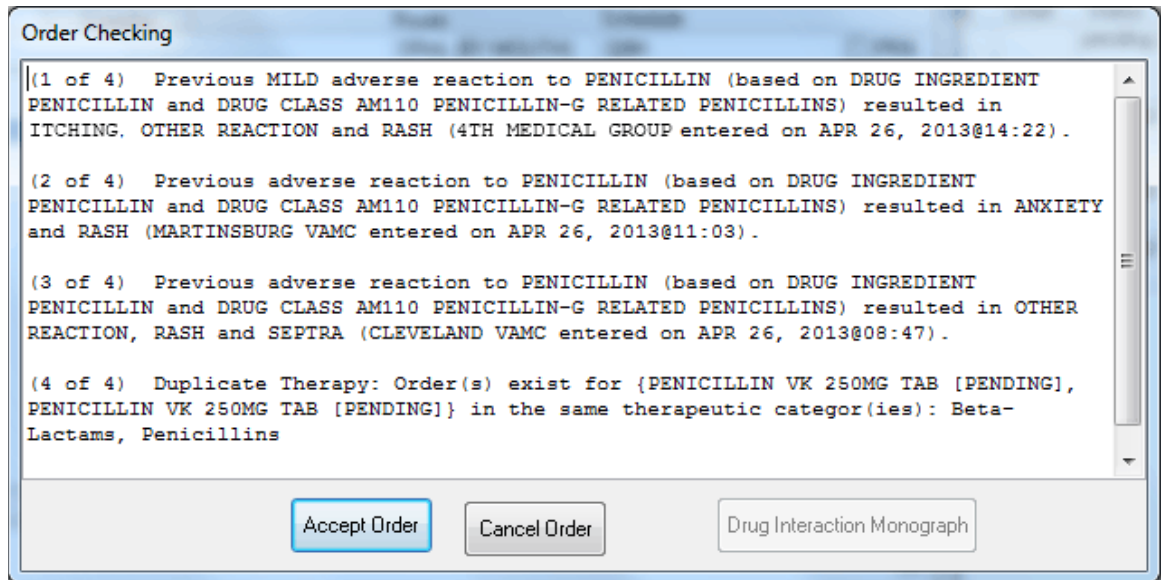 Order Checking
(1 of 4)  Previous MILD adverse reaction to PENICILLIN (based on DRUG INGREDIENT
PENICILLIN and DRUG CLASS AM110 PENICILLIN-G RELATED PENICILLINS) resulted in
ITCHING, OTHER REACTION and RASH (4TH MEDICAL GROUP entered on APR 26, 2013@14:22).
(2 of 4)  Previous adverse reaction to PENICILLIN (based on DRUG INGREDIENT
PENICILLIN and DRUG CLASS AM110 PENICILLIN-G RELATED PENICILLINS) resulted in ANXIETY
and RASH (MARTINSBURG VAMC entered on APR 26, 2013@11:03).
(3 of 4)  Previous adverse reaction to PENICILLIN (based on DRUG INGREDIENT
PENICILLIN and DRUG CLASS AM110 PENICILLIN-G RELATED PENICILLINS) resulted in OTHER
REACTION, RASH and SEPTRA (CLEVELAND VAMC entered on APR 26, 2013@08:47).
(4 of 4)  Duplicate Therapy: Order(s) exist for {PENICILLIN VK 250MG TAB [PENDING],
PENICILLIN VK 250MG TAB [PENDING]} in the same therapeutic categor(ies): Beta-
Lactams, Penicillins
Accept Order
Cancel Order
Drug Interaction Monograph